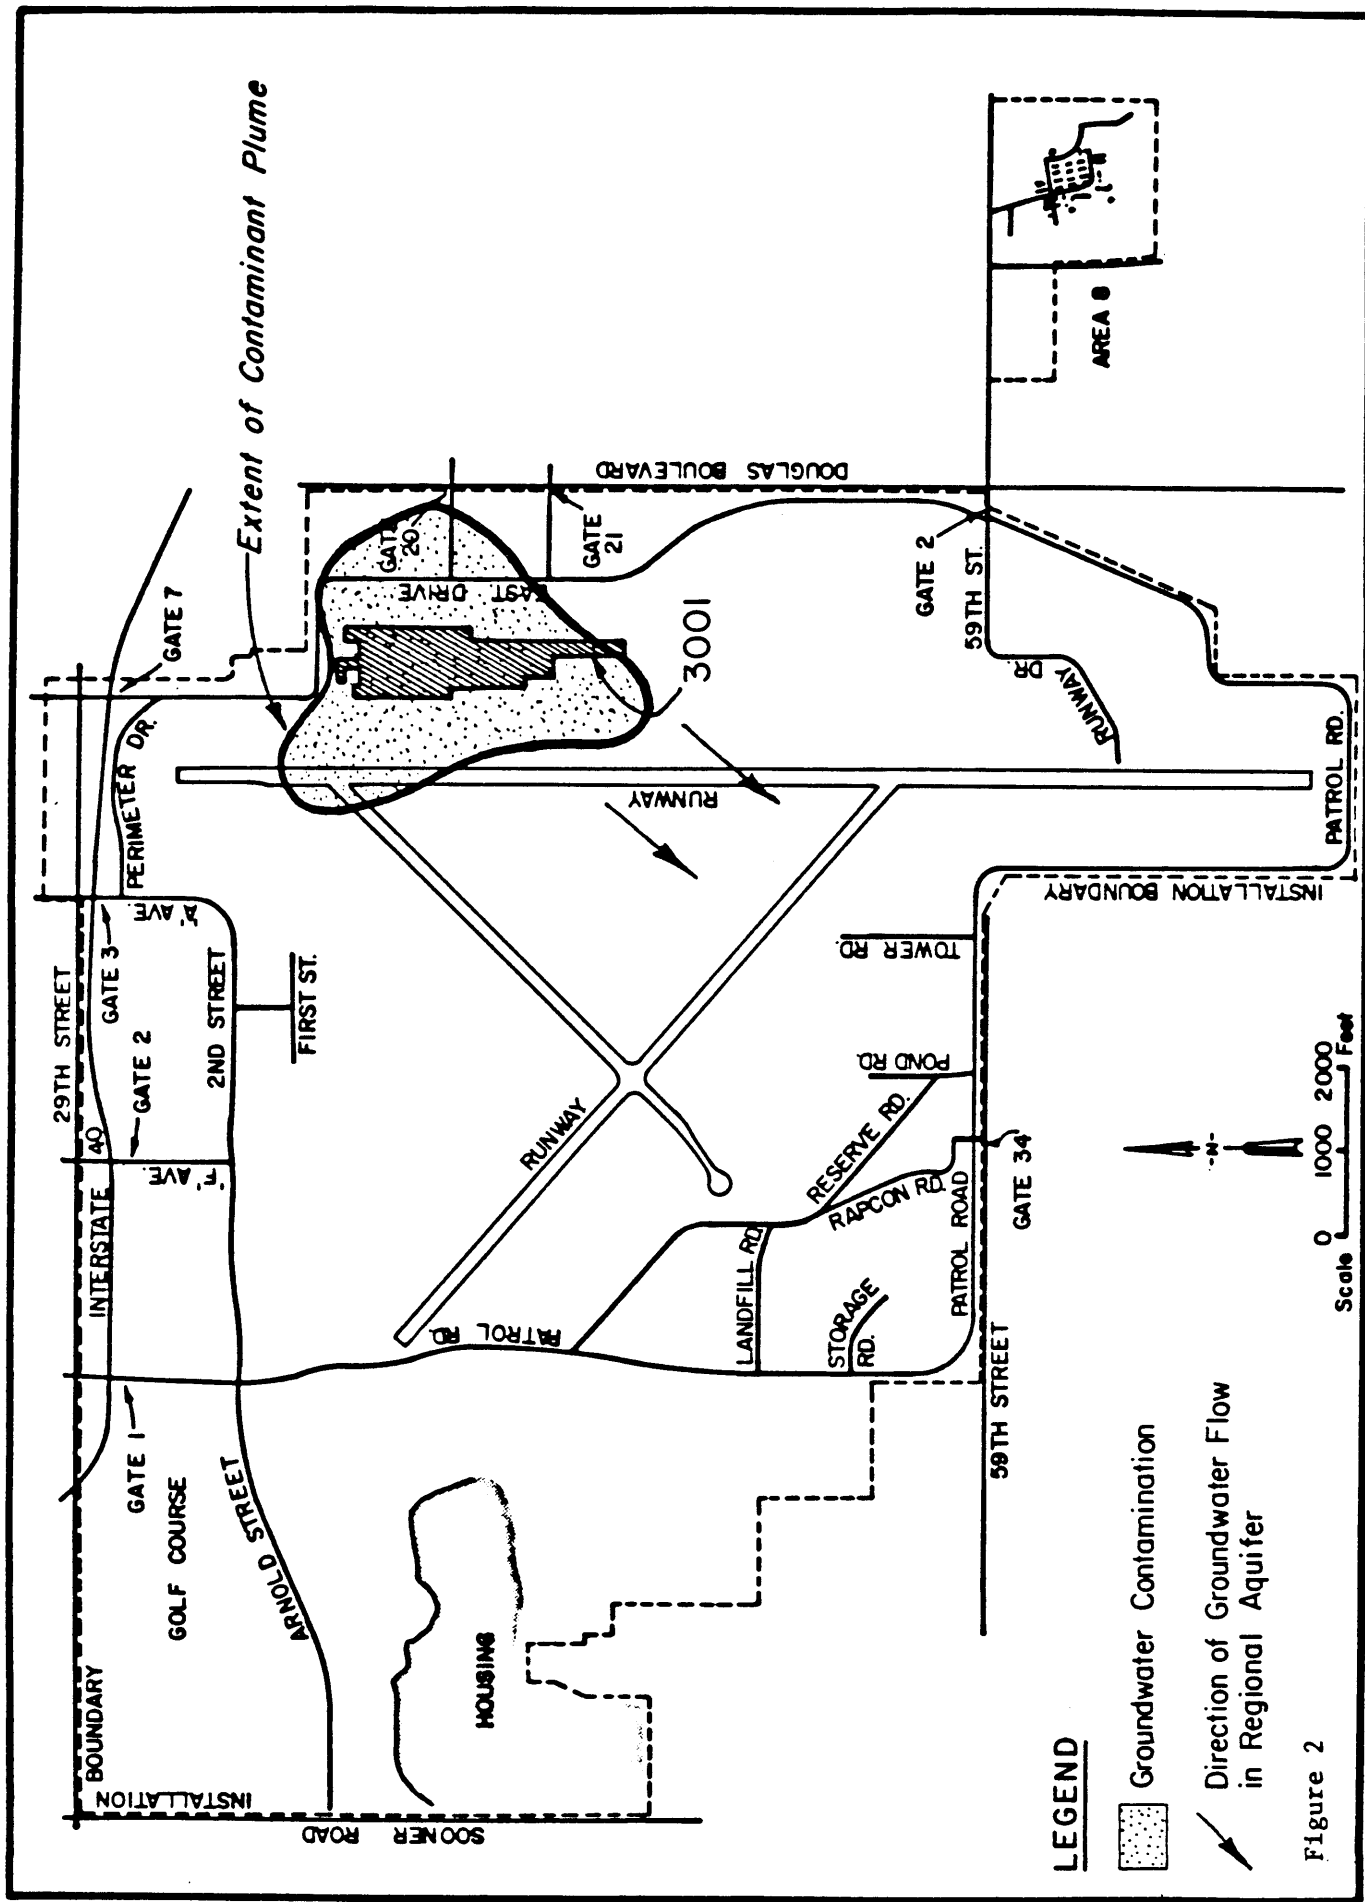 29TH STREET
BOUNDARY
INTERSTATE
40
GATE 1
GATE 2
GATE 3
GATE 7
Extent of Contaminant Plume
INSTALLATION
GOLF COURSE
'F' AVE.
'A' AVE.
PERIMETER DR.
ARNOLD STREET
2ND STREET
FIRST ST.
SOONER ROAD
HOUSING
PATROL RD.
RUNWAY
RUNWAY
EAST DRIVE
GATE
20
GATE
21
DOUGLAS BOULEVARD
3001
LANDFILL RD.
STORAGE
RD.
RESERVE RD.
RAPCON RD.
POND RD.
TOWER RD.
PATROL ROAD
GATE 2
59TH ST.
RUNWAY
DR.
AREA 8
59TH STREET
GATE 34
INSTALLATION BOUNDARY
PATROL RD.
LEGEND
Groundwater Contamination
Direction of Groundwater Flow
in Regional Aquifer
-N-
0 1000 2000
Scale Feet
Figure 2